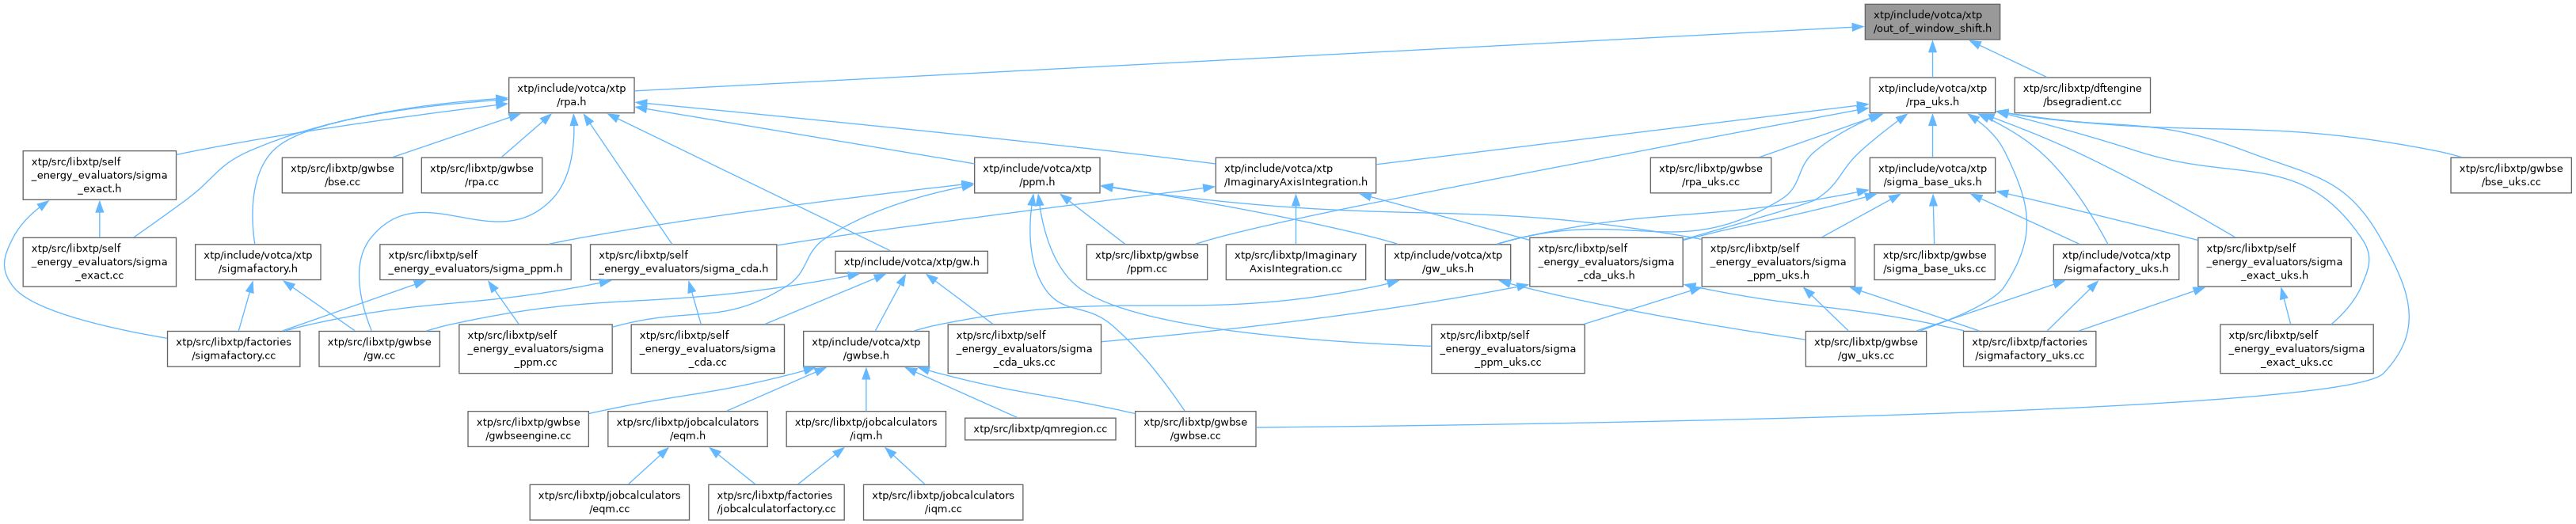 xtp/include/votca/xtp
/out_of_window_shift.h
xtp/include/votca/xtp
/rpa.h
xtp/include/votca/xtp
/rpa_uks.h
xtp/src/libxtp/dftengine
/bsegradient.cc
xtp/src/libxtp/self
_energy_evaluators/sigma
_exact.h
xtp/src/libxtp/gwbse
/bse.cc
xtp/src/libxtp/gwbse
/rpa.cc
xtp/include/votca/xtp
/ppm.h
xtp/include/votca/xtp
/ImaginaryAxisIntegration.h
xtp/src/libxtp/gwbse
/rpa_uks.cc
xtp/include/votca/xtp
/sigma_base_uks.h
xtp/src/libxtp/gwbse
/bse_uks.cc
xtp/src/libxtp/self
_energy_evaluators/sigma
_exact.cc
xtp/include/votca/xtp
/sigmafactory.h
xtp/src/libxtp/self
_energy_evaluators/sigma_ppm.h
xtp/src/libxtp/self
_energy_evaluators/sigma_cda.h
xtp/include/votca/xtp/gw.h
xtp/src/libxtp/gwbse
/ppm.cc
xtp/src/libxtp/Imaginary
AxisIntegration.cc
xtp/include/votca/xtp
/gw_uks.h
xtp/src/libxtp/self
_energy_evaluators/sigma
_cda_uks.h
xtp/src/libxtp/self
_energy_evaluators/sigma
_ppm_uks.h
xtp/src/libxtp/gwbse
/sigma_base_uks.cc
xtp/include/votca/xtp
/sigmafactory_uks.h
xtp/src/libxtp/self
_energy_evaluators/sigma
_exact_uks.h
xtp/src/libxtp/factories
/sigmafactory.cc
xtp/src/libxtp/gwbse
/gw.cc
xtp/src/libxtp/self
_energy_evaluators/sigma
_ppm.cc
xtp/src/libxtp/self
_energy_evaluators/sigma
_cda.cc
xtp/include/votca/xtp
/gwbse.h
xtp/src/libxtp/self
_energy_evaluators/sigma
_cda_uks.cc
xtp/src/libxtp/self
_energy_evaluators/sigma
_ppm_uks.cc
xtp/src/libxtp/gwbse
/gw_uks.cc
xtp/src/libxtp/factories
/sigmafactory_uks.cc
xtp/src/libxtp/self
_energy_evaluators/sigma
_exact_uks.cc
xtp/src/libxtp/gwbse
/gwbseengine.cc
xtp/src/libxtp/jobcalculators
/eqm.h
xtp/src/libxtp/jobcalculators
/iqm.h
xtp/src/libxtp/qmregion.cc
xtp/src/libxtp/gwbse
/gwbse.cc
xtp/src/libxtp/jobcalculators
/eqm.cc
xtp/src/libxtp/factories
/jobcalculatorfactory.cc
xtp/src/libxtp/jobcalculators
/iqm.cc